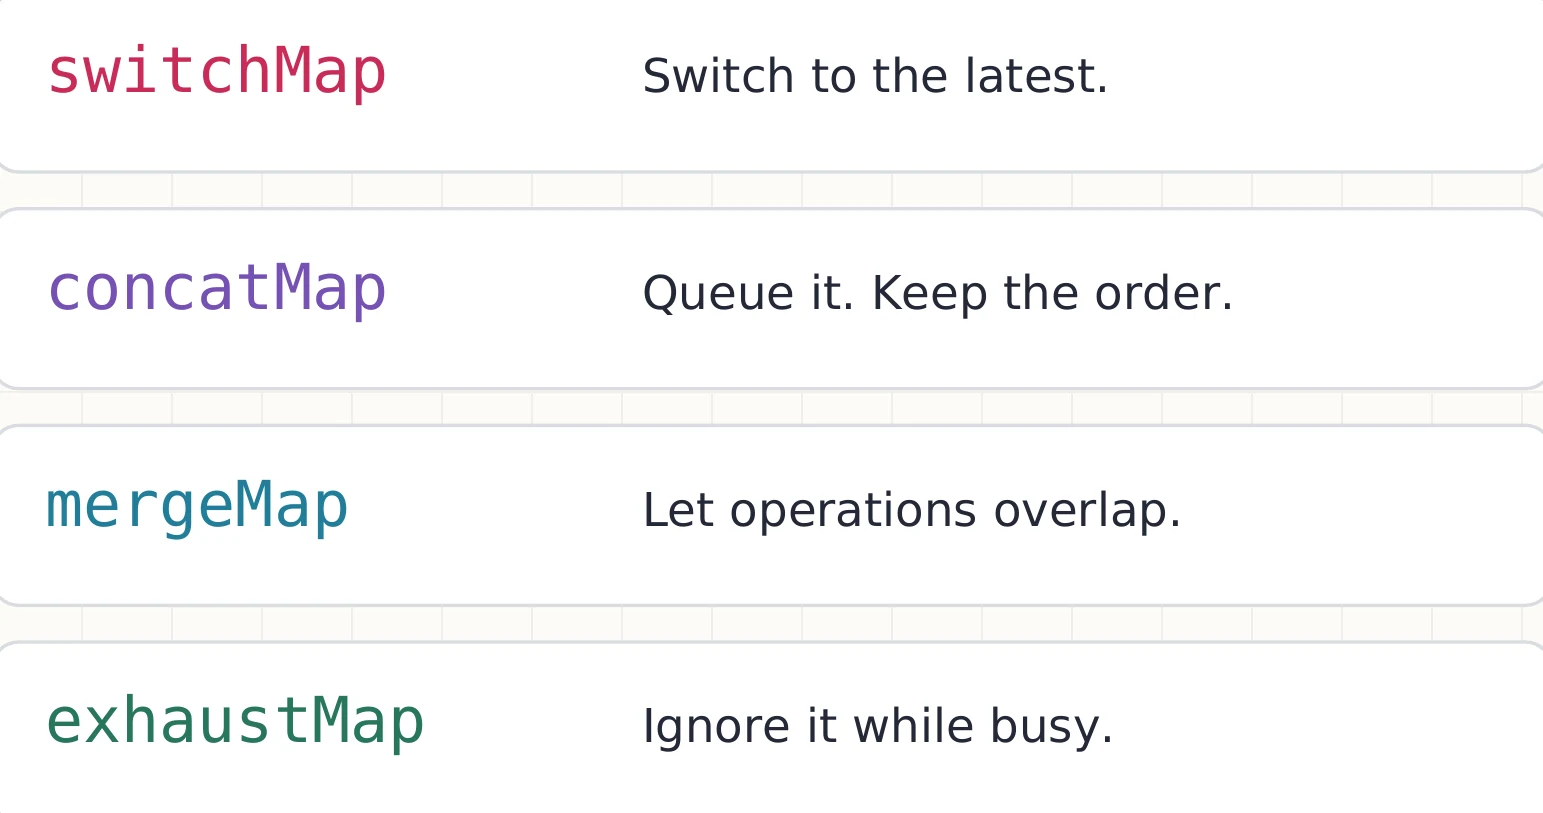 switchMap Switch to the latest.
concatMap Queue it. Keep the order.
mergeMap Let operations overlap.
exhaustMap Ignore it while busy.